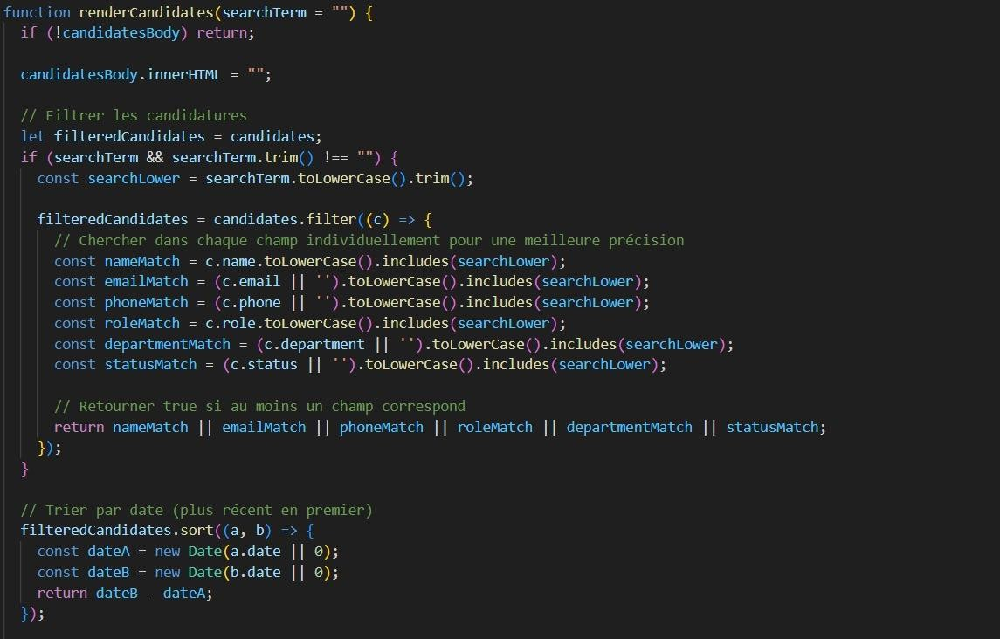 function renderCandidates(searchTerm = "") {
if (!candidatesBody) return;
candidatesBody.innerHTML = "";
// Filtrer les candidatures
let filteredCandidates = candidates;
if (searchTerm && searchTerm.trim() !== "") {
const searchLower = searchTerm.toLowerCase().trim();
filteredCandidates = candidates.filter((c) => {
// Chercher dans chaque champ individuellement pour une meilleure précision
const nameMatch = c.name.toLowerCase().includes(searchLower);
const emailMatch = (c.email || '').toLowerCase().includes(searchLower);
const phoneMatch = (c.phone || '').toLowerCase().includes(searchLower);
const roleMatch = c.role.toLowerCase().includes(searchLower);
const departmentMatch = (c.department || '').toLowerCase().includes(searchLower);
const statusMatch = (c.status || '').toLowerCase().includes(searchLower);
// Retourner true si au moins un champ correspond
return nameMatch || emailMatch || phoneMatch || roleMatch || departmentMatch || statusMatch;
});
}
// Trier par date (plus récent en premier)
filteredCandidates.sort((a, b) => {
const dateA = new Date(a.date || 0);
const dateB = new Date(b.date || 0);
return dateB - dateA;
});